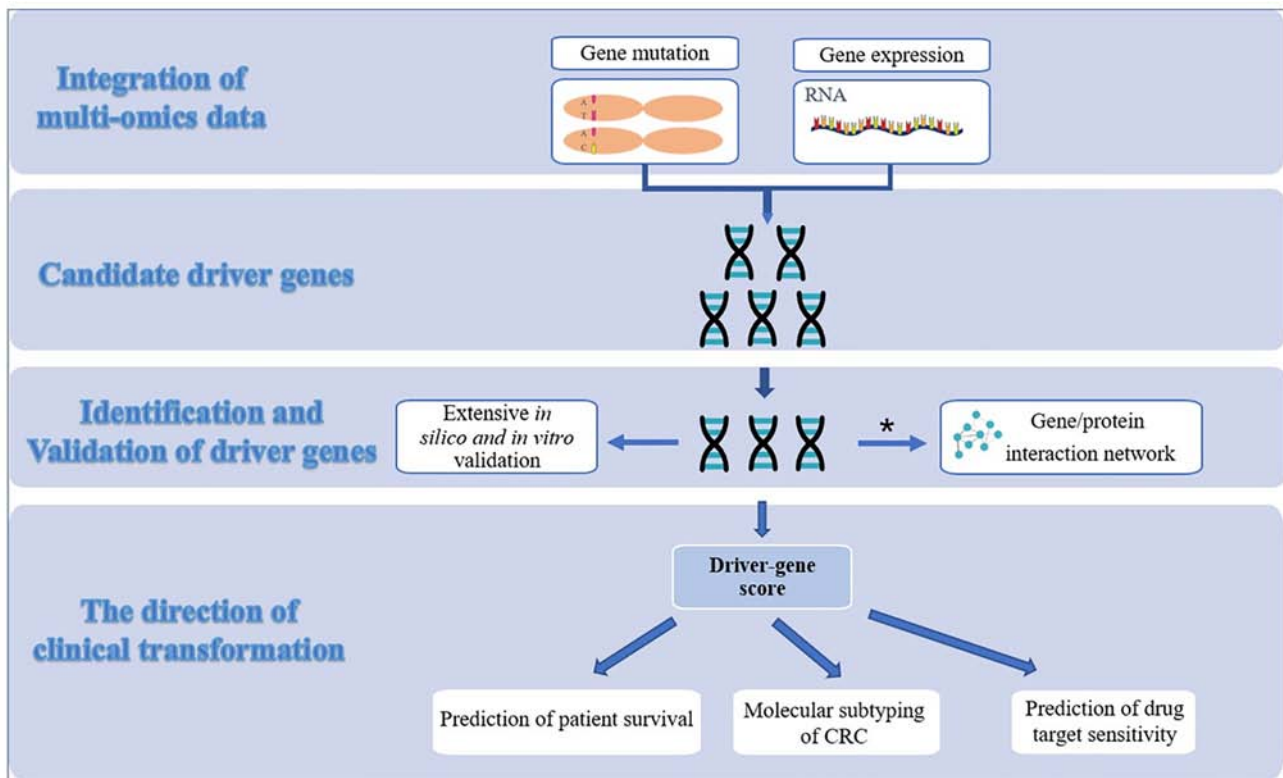 Integration of
multi-omics data
Gene mutation
Gene expression
A
T
A
C
RNA
Candidate driver genes
Identification and
Validation of driver genes
Extensive in
silico and in vitro
validation
*
Gene/protein
interaction network
The direction of
clinical transformation
Driver-gene
score
Prediction of patient survival
Molecular subtyping
of CRC
Prediction of drug
target sensitivity